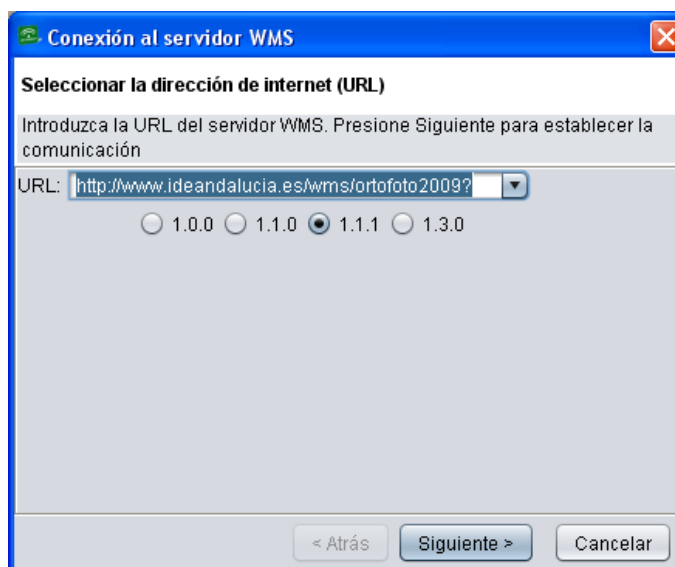 Conexión al servidor WMS
Seleccionar la dirección de internet (URL)
Introduzca la URL del servidor WMS. Presione Siguiente para establecer la
comunicación
URL: http://www.ideandalucia.es/wms/ortofoto2009?
1.0.0 1.1.0 1.1.1 1.3.0
< Atrás Siguiente > Cancelar